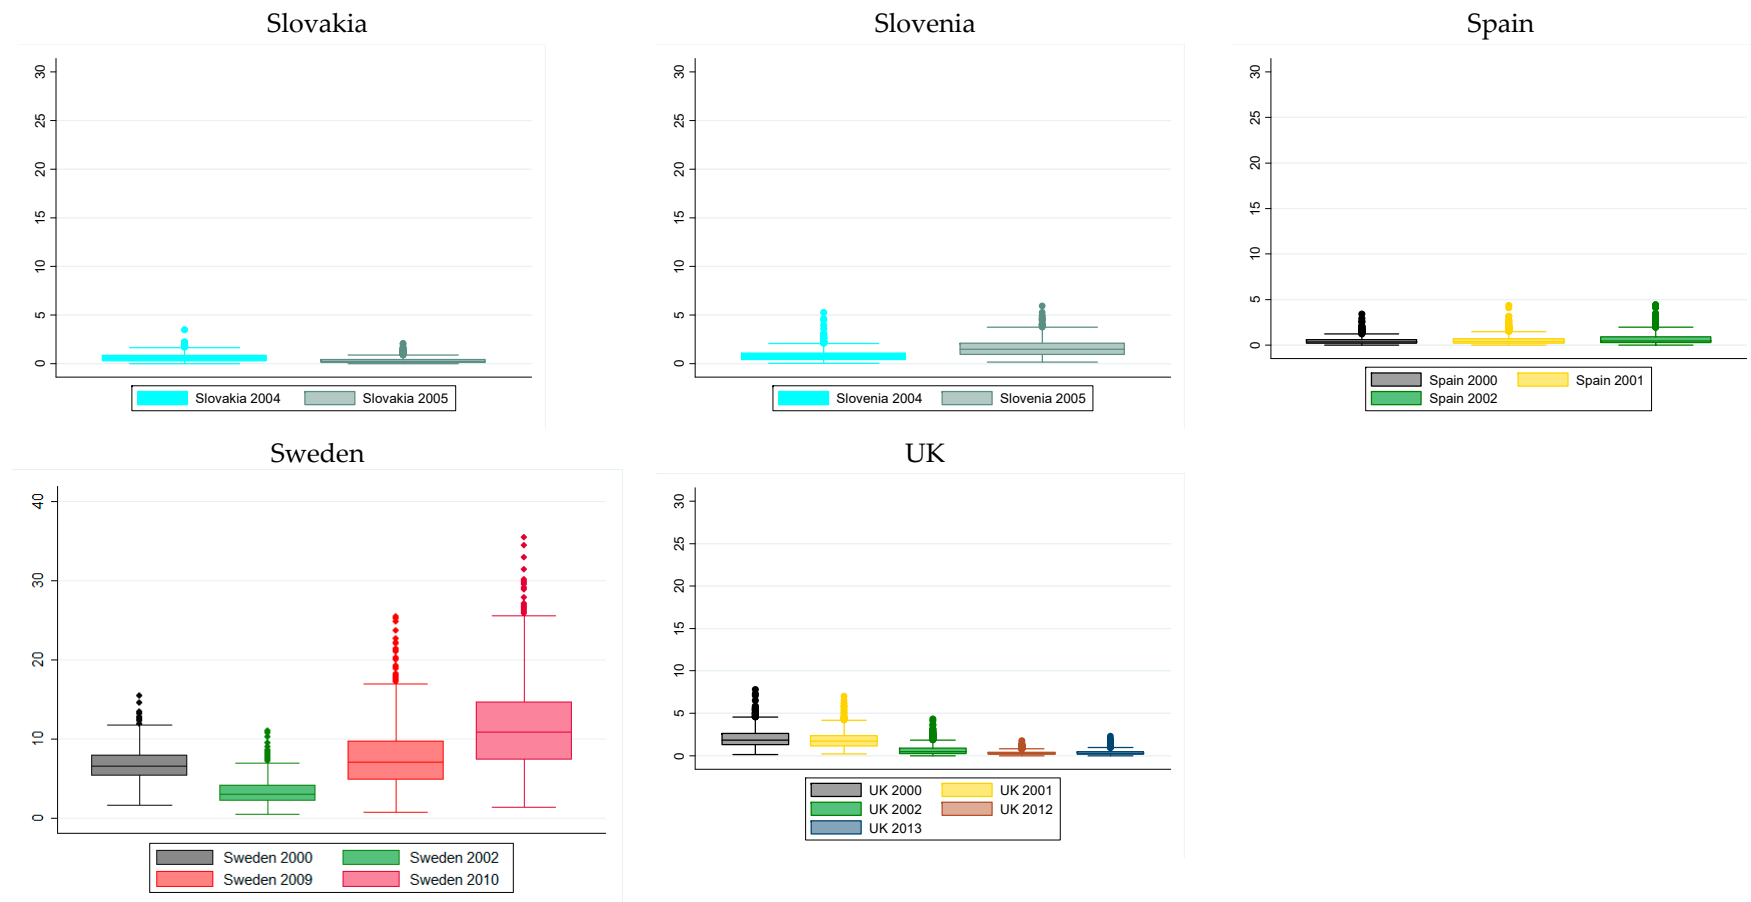 Slovakia
30
25
20
15
10
5
0
Slovakia 2004 Slovakia 2005
Slovenia
30
25
20
15
10
5
0
Slovenia 2004 Slovenia 2005
Spain
30
25
20
15
10
5
0
Spain 2000 Spain 2001
Spain 2002
Sweden
40
30
20
10
0
Sweden 2000 Sweden 2002
Sweden 2009 Sweden 2010
UK
30
25
20
15
10
5
0
UK 2000 UK 2001
UK 2002 UK 2012
UK 2013